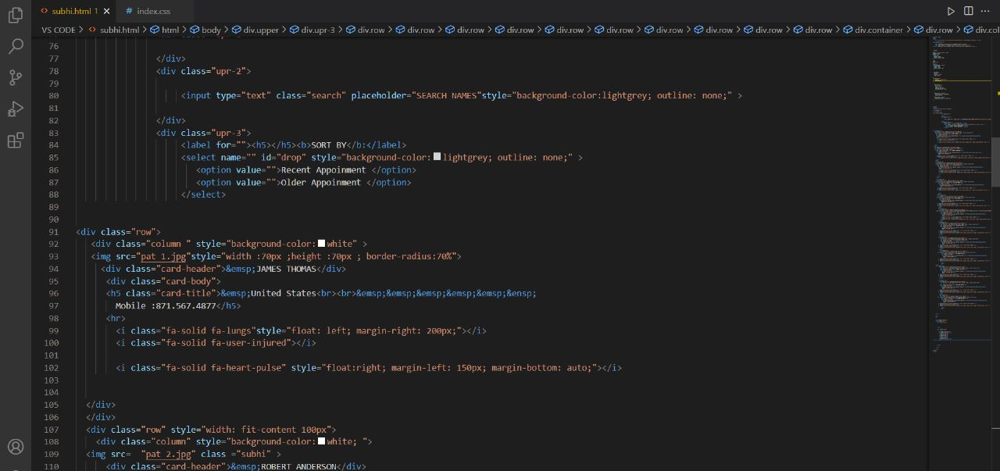 subhi.html 1
index.css
VS CODE > subhi.html > html > body > div.upper > div.upr-3 > div.row > div.row > div.row > div.row > div.row > div.row > div.row > div.row > div.row > div.row > div.container > div.row > div.col
76
77 </div>
78 <div class="upr-2">
79
80 <input type="text" class="search" placeholder="SEARCH NAMES"style="background-color:lightgrey; outline: none;" >
81
82 </div>
83 <div class="upr-3">
84 <label for=""><h5></h5><b>SORT BY</b:</label>
85 <select name="" id="drop" style="background-color:lightgrey; outline: none;" >
86 <option value="">Recent Appoinment </option>
87 <option value="">Older Appoinment </option>
88 </select>
89
90
91 <div class="row">
92 <div class="column " style="background-color:white" >
93 <img src="pat 1.jpg"style="width :70px ;height :70px ; border-radius:70%">
94 <div class="card-header">&emsp;JAMES THOMAS</div>
95 <div class="card-body">
96 <h5 class="card-title">&emsp;United States<br><br>&emsp;&emsp;&emsp;&emsp;&emsp;&ensp;
97 Mobile :871.567.4877</h5>
98 <hr>
99 <i class="fa-solid fa-lungs"style="float: left; margin-right: 200px;"></i>
100 <i class="fa-solid fa-user-injured"></i>
101
102 <i class="fa-solid fa-heart-pulse" style="float:right; margin-left: 150px; margin-bottom: auto;"></i>
103
104
105 </div>
106 </div>
107 <div class="row" style="width: fit-content 100px">
108 <div class="column" style="background-color:white; ">
109 <img src= "pat 2.jpg" class ="subhi" >
110 <div class="card-header">&emsp;ROBERT ANDERSON</div>